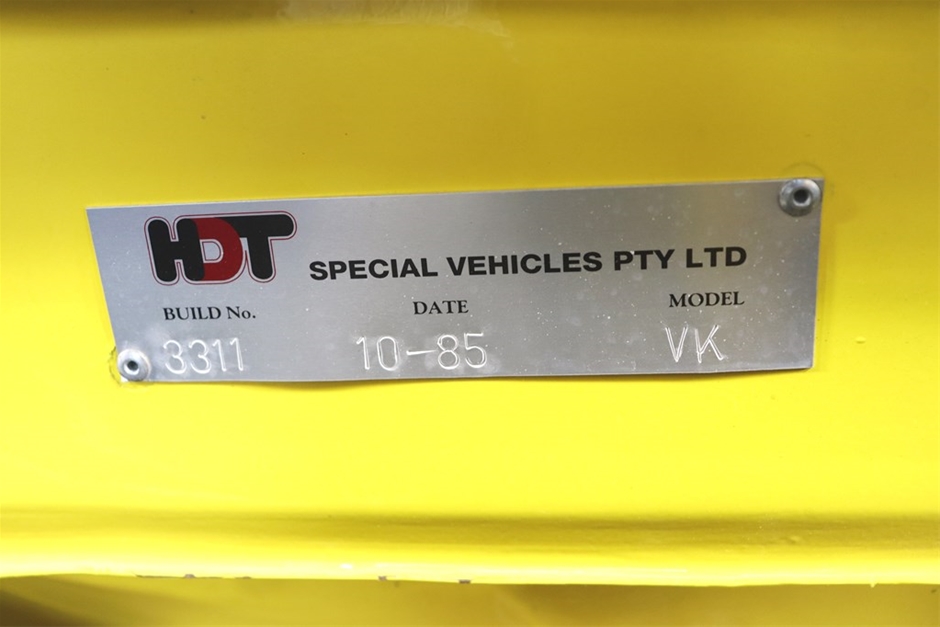 HDT SPECIAL VEHICLES PTY LTD
BUILD No. DATE MODEL
3311 10-85 VK